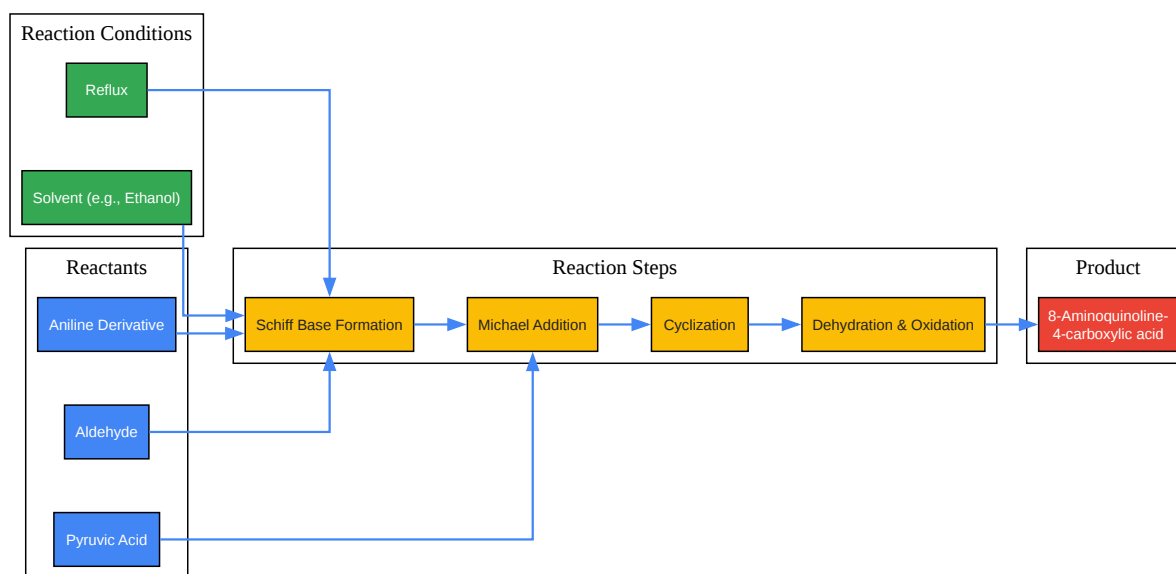 Reaction Conditions
Reflux
Solvent (e.g., Ethanol)
Reactants
Aniline Derivative
Aldehyde
Pyruvic Acid
Reaction Steps
Schiff Base Formation
Michael Addition
Cyclization
Dehydration & Oxidation
Product
8-Aminoquinoline-
4-carboxylic acid